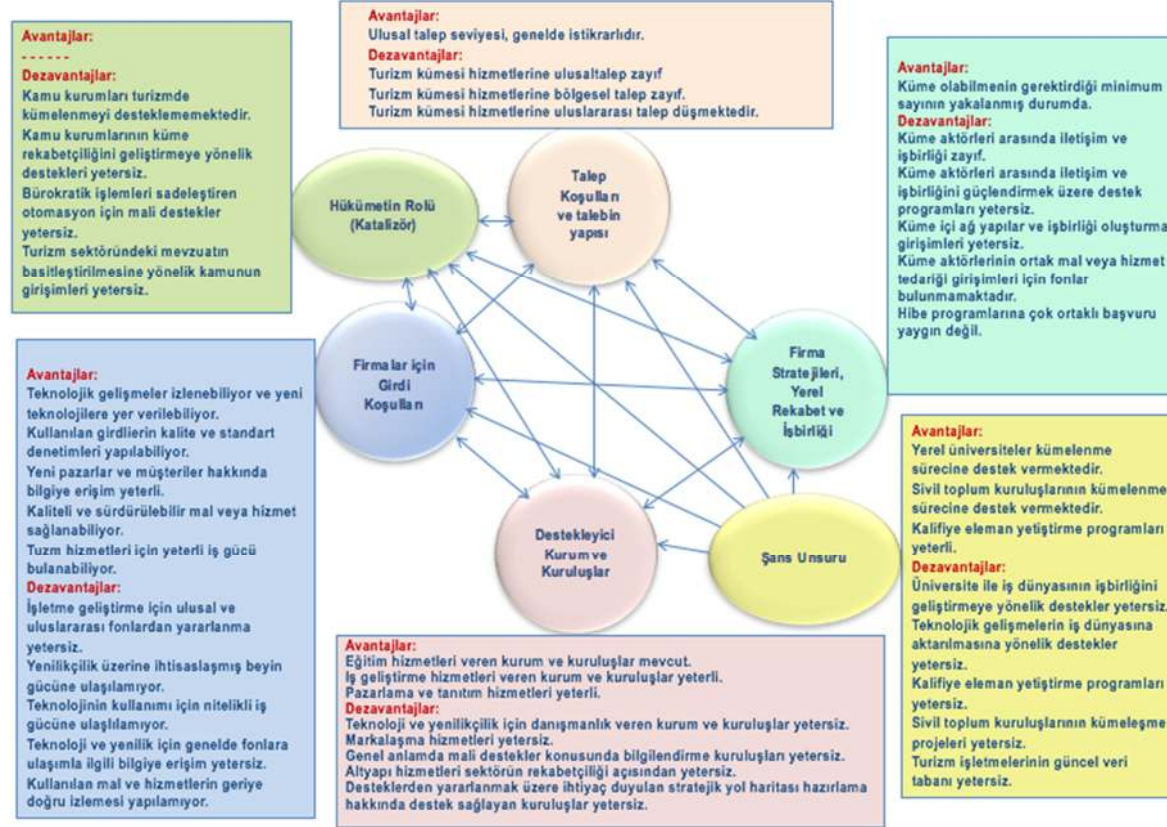 Avantajlar:
- - - - - -
Dezavantajlar:
Kamu kurumları turizmde
kümelenmeyi desteklememektedir.
Kamu kurumlarının küme
rekabetçiliğini geliştirmeye yönelik
destekleri yetersiz.
Bürokratik işlemleri sadeleştiren
otomasyon için mali destekler
yetersiz.
Turizm sektöründeki mevzuatın
basitleştirilmesine yönelik kamunun
girişimleri yetersiz.
Avantajlar:
Ulusal talep seviyesi, genelde istikrarlıdır.
Dezavantajlar:
Turizm kümesi hizmetlerine ulusaltalep zayıf
Turizm kümesi hizmetlerine bölgesel talep zayıf.
Turizm kümesi hizmetlerine uluslararası talep düşmektedir.
Avantajlar:
Küme olabilmenin gerektirdiği minimum
sayının yakalanmış durumda.
Dezavantajlar:
Küme aktörleri arasında iletişim ve
işbirliği zayıf.
Küme aktörleri arasında iletişim ve
işbirliğini güçlendirmek üzere destek
programları yetersiz.
Küme içi ağ yapılar ve işbirliği oluşturma
girişimleri yetersiz.
Küme aktörlerinin ortak mal veya hizmet
tedariği girişimleri için fonlar
bulunmamaktadır.
Hibe programlarına çok ortaklı başvuru
yaygın değil.
Hükümetin Rolü
(Katalizör)
Talep
Koşulları
ve talebin
yapısı
Firmalar için
Girdi
Koşulları
Firma
Stratejileri,
Yerel
Rekabet ve
İşbirliği
Destekleyici
Kurum ve
Kuruluşlar
Şans Unsuru
Avantajlar:
Teknolojik gelişmeler izlenebiliyor ve yeni
teknolojilere yer verilebiliyor.
Kullanılan girdlierin kalite ve standart
denetimleri yapılabiliyor.
Yeni pazarlar ve müşteriler hakkında
bilgiye erişim yeterli.
Kaliteli ve sürdürülebilir mal veya hizmet
sağlanabiliyor.
Tuzm hizmetleri için yeterli iş gücü
bulanabiliyor.
Dezavantajlar:
İşletme geliştirme için ulusal ve
uluslararası fonlardan yararlanma
yetersiz.
Yenilikçilik üzerine ihtisaslaşmış beyin
gücüne ulaşılamıyor.
Teknolojinin kullanımı için nitelikli iş
gücüne ulaşlılamıyor.
Teknoloji ve yenilik için genelde fonlara
ulaşımla ilgili bilgiye erişim yetersiz.
Kullanılan mal ve hizmetlerin geriye
doğru izlemesi yapılamıyor.
Avantajlar:
Eğitim hizmetleri veren kurum ve kuruluşlar mevcut.
Iş geliştirme hizmetleri veren kurum ve kuruluşlar yeterli.
Pazarlama ve tanıtım hizmetleri yeterli.
Dezavantajlar:
Teknoloji ve yenilikçilik için danışmanlık veren kurum ve kuruluşlar yetersiz.
Markalaşma hizmetleri yetersiz.
Genel anlamda mali destekler konusunda bilgilendirme kuruluşları yetersiz.
Altyapı hizmetleri sektörün rekabetçiliği açısından yetersiz.
Desteklerden yararlanmak üzere ihtiyaç duyulan stratejik yol haritası hazırlama
hakkında destek sağlayan kuruluşlar yetersiz.
Avantajlar:
Yerel üniversiteler kümelenme
sürecine destek vermektedir.
Sivil toplum kuruluşlarının kümelenme
sürecine destek vermektedir.
Kalifiye eleman yetiştirme programları
yeterli.
Dezavantajlar:
Üniversite ile iş dünyasının işbirliğini
geliştirmeye yönelik destekler yetersiz.
Teknolojik gelişmelerin iş dünyasına
aktarılmasına yönelik destekler
yetersiz.
Kalifiye eleman yetiştirme programları
yetersiz.
Sivil toplum kuruluşlarının kümeleşme
projeleri yetersiz.
Turizm işletmelerinin güncel veri
tabanı yetersiz.